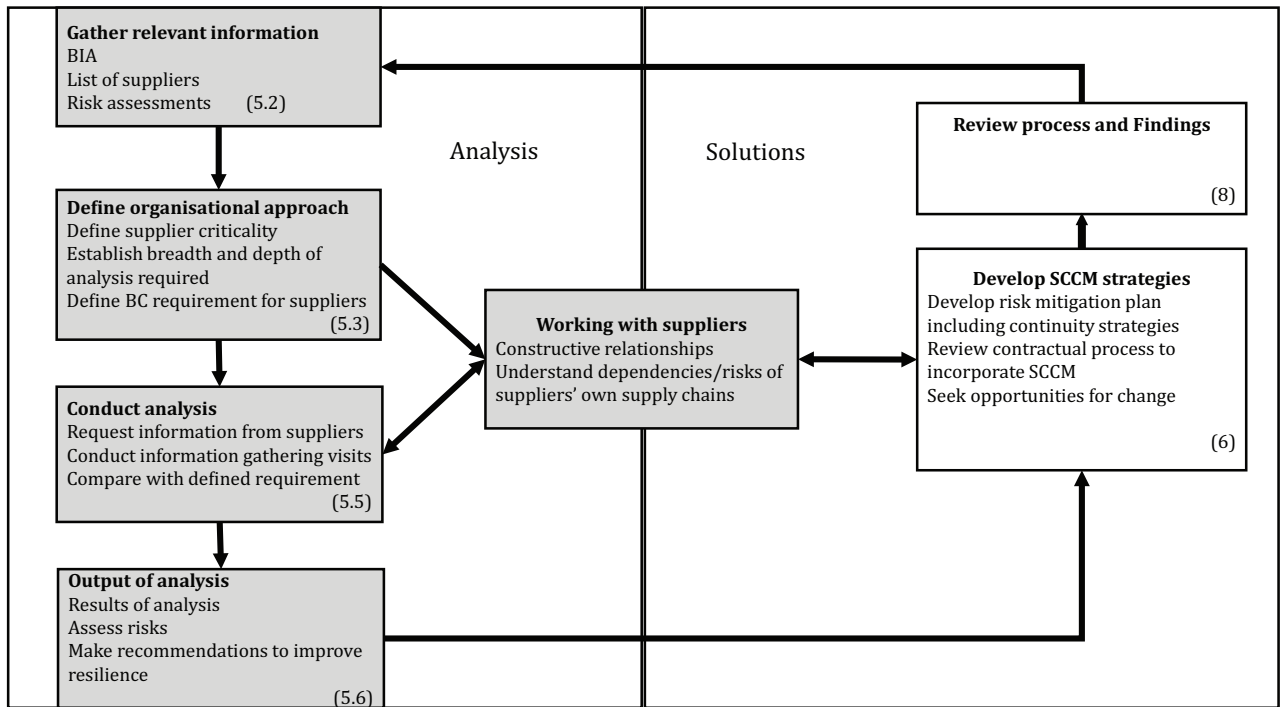 Gather relevant information
BIA
List of suppliers
Risk assessments (5.2)
Define organisational approach
Define supplier criticality
Establish breadth and depth of
analysis required
Define BC requirement for suppliers
(5.3)
Conduct analysis
Request information from suppliers
Conduct information gathering visits
Compare with defined requirement
(5.5)
Output of analysis
Results of analysis
Assess risks
Make recommendations to improve
resilience
(5.6)
Analysis
Solutions
Working with suppliers
Constructive relationships
Understand dependencies/risks of
suppliers’ own supply chains
Review process and Findings
(8)
Develop SCCM strategies
Develop risk mitigation plan
including continuity strategies
Review contractual process to
incorporate SCCM
Seek opportunities for change
(6)